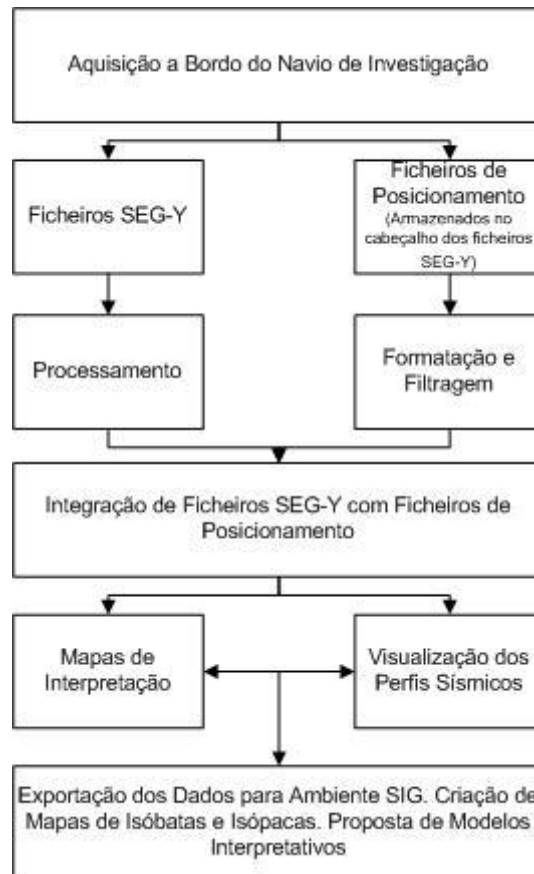 Aquisição a Bordo do Navio de Investigação
Ficheiros SEG-Y
Ficheiros de
Posicionamento
(Armazenados no
cabeçalho dos ficheiros
SEG-Y)
Processamento
Formatação e
Filtragem
Integração de Ficheiros SEG-Y com Ficheiros de
Posicionamento
Mapas de
Interpretação
Visualização dos
Perfis Sísmicos
Exportação dos Dados para Ambiente SIG. Criação de
Mapas de Isóbatas e Isópacas. Proposta de Modelos
Interpretativos